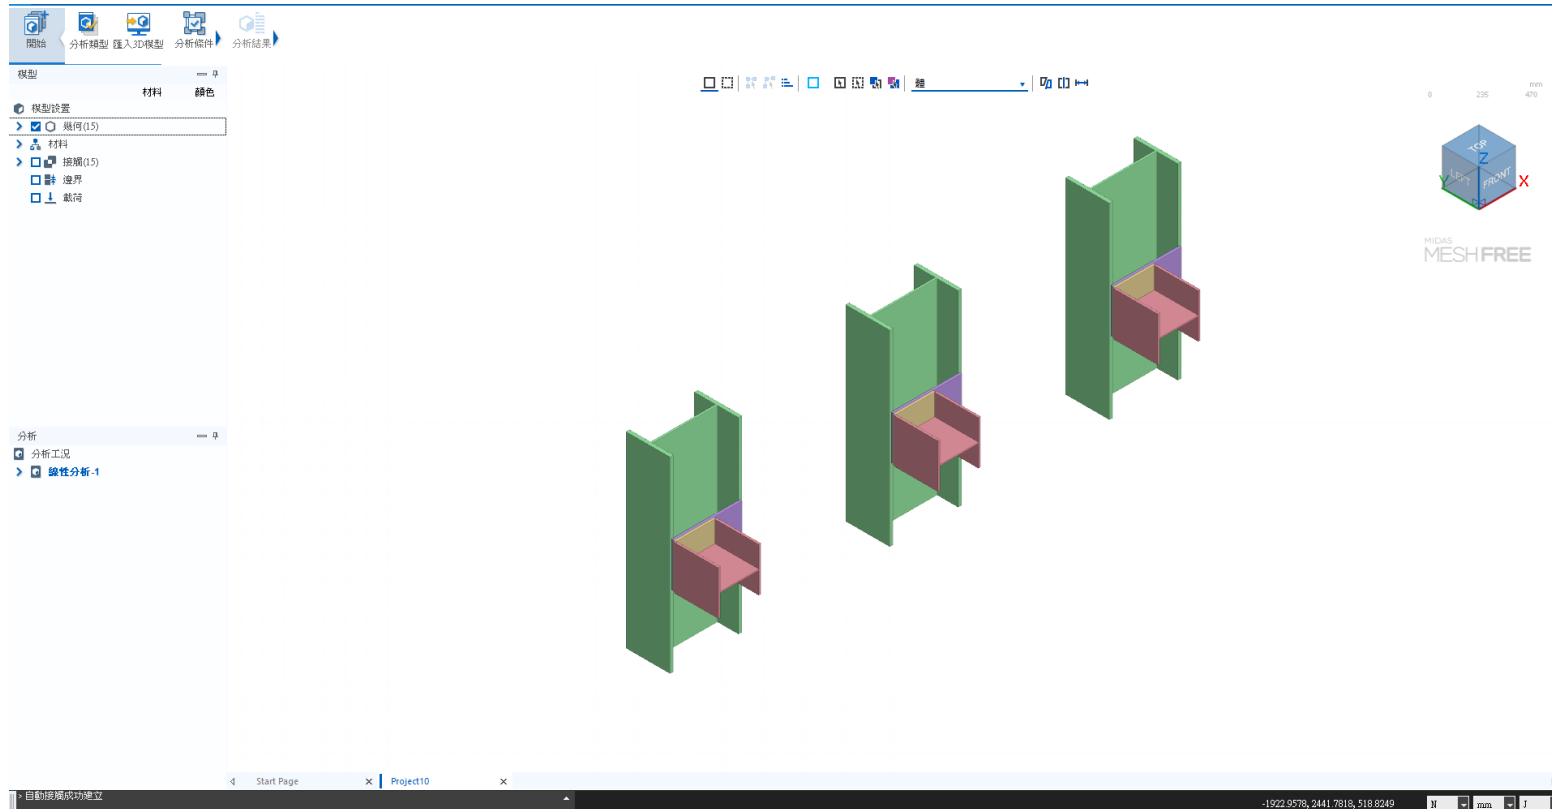 開始
分析類型
匯入3D模型
分析條件
分析結果
模型
材料 顏色
模型設置
幾何(15)
材料
接觸(15)
邊界
載荷
分析
分析工況
線性分析-1
體
mm
0 235 470
TOP
Z
LEFT FRONT
Y X
MIDAS
MESHFREE
Start Page
Project10
> 自動接觸成功建立
-1922.9578, 2441.7818, 518.8249
N mm J